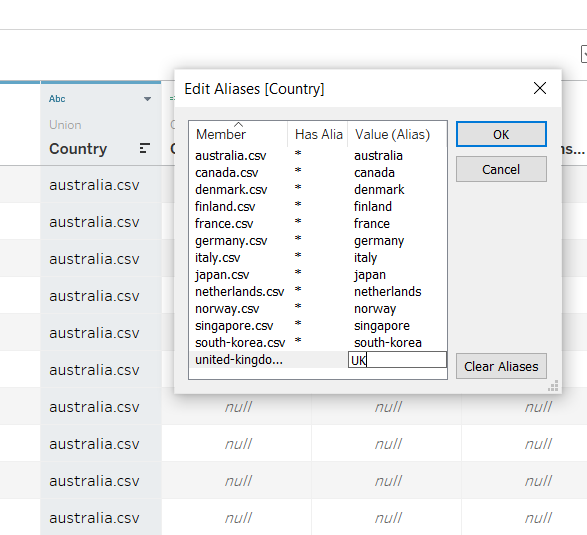 Edit Aliases [Country]
Abc
Union
Country
Member Has Alia Value (Alias)
OK
australia.csv * australia
canada.csv * canada
Cancel
denmark.csv * denmark
finland.csv * finland
france.csv * france
germany.csv * germany
italy.csv * italy
japan.csv * japan
netherlands.csv * netherlands
norway.csv * norway
singapore.csv * singapore
south-korea.csv * south-korea
united-kingdo... UK
Clear Aliases
C
ns...
australia.csv
australia.csv
australia.csv
australia.csv
australia.csv
australia.csv
australia.csv null null null
australia.csv null null null
australia.csv null null null
australia.csv null null null